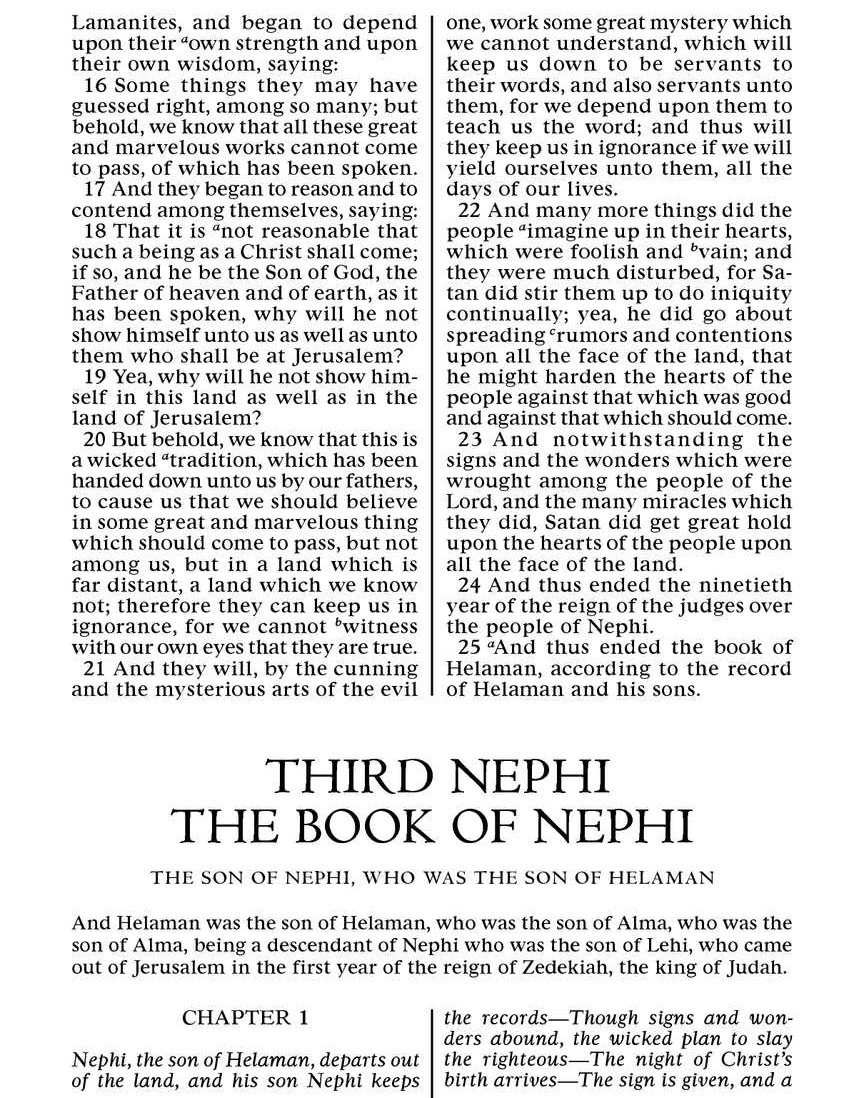 Lamanites, and began to depend
upon their ᵃown strength and upon
their own wisdom, saying:
16 Some things they may have
guessed right, among so many; but
behold, we know that all these great
and marvelous works cannot come
to pass, of which has been spoken.
17 And they began to reason and to
contend among themselves, saying:
18 That it is ᵃnot reasonable that
such a being as a Christ shall come;
if so, and he be the Son of God, the
Father of heaven and of earth, as it
has been spoken, why will he not
show himself unto us as well as unto
them who shall be at Jerusalem?
19 Yea, why will he not show him-
self in this land as well as in the
land of Jerusalem?
20 But behold, we know that this is
a wicked ᵃtradition, which has been
handed down unto us by our fathers,
to cause us that we should believe
in some great and marvelous thing
which should come to pass, but not
among us, but in a land which is
far distant, a land which we know
not; therefore they can keep us in
ignorance, for we cannot ᵇwitness
with our own eyes that they are true.
21 And they will, by the cunning
and the mysterious arts of the evil
one, work some great mystery which
we cannot understand, which will
keep us down to be servants to
their words, and also servants unto
them, for we depend upon them to
teach us the word; and thus will
they keep us in ignorance if we will
yield ourselves unto them, all the
days of our lives.
22 And many more things did the
people ᵃimagine up in their hearts,
which were foolish and ᵇvain; and
they were much disturbed, for Sa-
tan did stir them up to do iniquity
continually; yea, he did go about
spreading ᶜrumors and contentions
upon all the face of the land, that
he might harden the hearts of the
people against that which was good
and against that which should come.
23 And notwithstanding the
signs and the wonders which were
wrought among the people of the
Lord, and the many miracles which
they did, Satan did get great hold
upon the hearts of the people upon
all the face of the land.
24 And thus ended the ninetieth
year of the reign of the judges over
the people of Nephi.
25 ᵃAnd thus ended the book of
Helaman, according to the record
of Helaman and his sons.
THIRD NEPHI
THE BOOK OF NEPHI
THE SON OF NEPHI, WHO WAS THE SON OF HELAMAN
And Helaman was the son of Helaman, who was the son of Alma, who was the
son of Alma, being a descendant of Nephi who was the son of Lehi, who came
out of Jerusalem in the first year of the reign of Zedekiah, the king of Judah.
CHAPTER 1
Nephi, the son of Helaman, departs out
of the land, and his son Nephi keeps
the records—Though signs and won-
ders abound, the wicked plan to slay
the righteous—The night of Christ's
birth arrives—The sign is given, and a